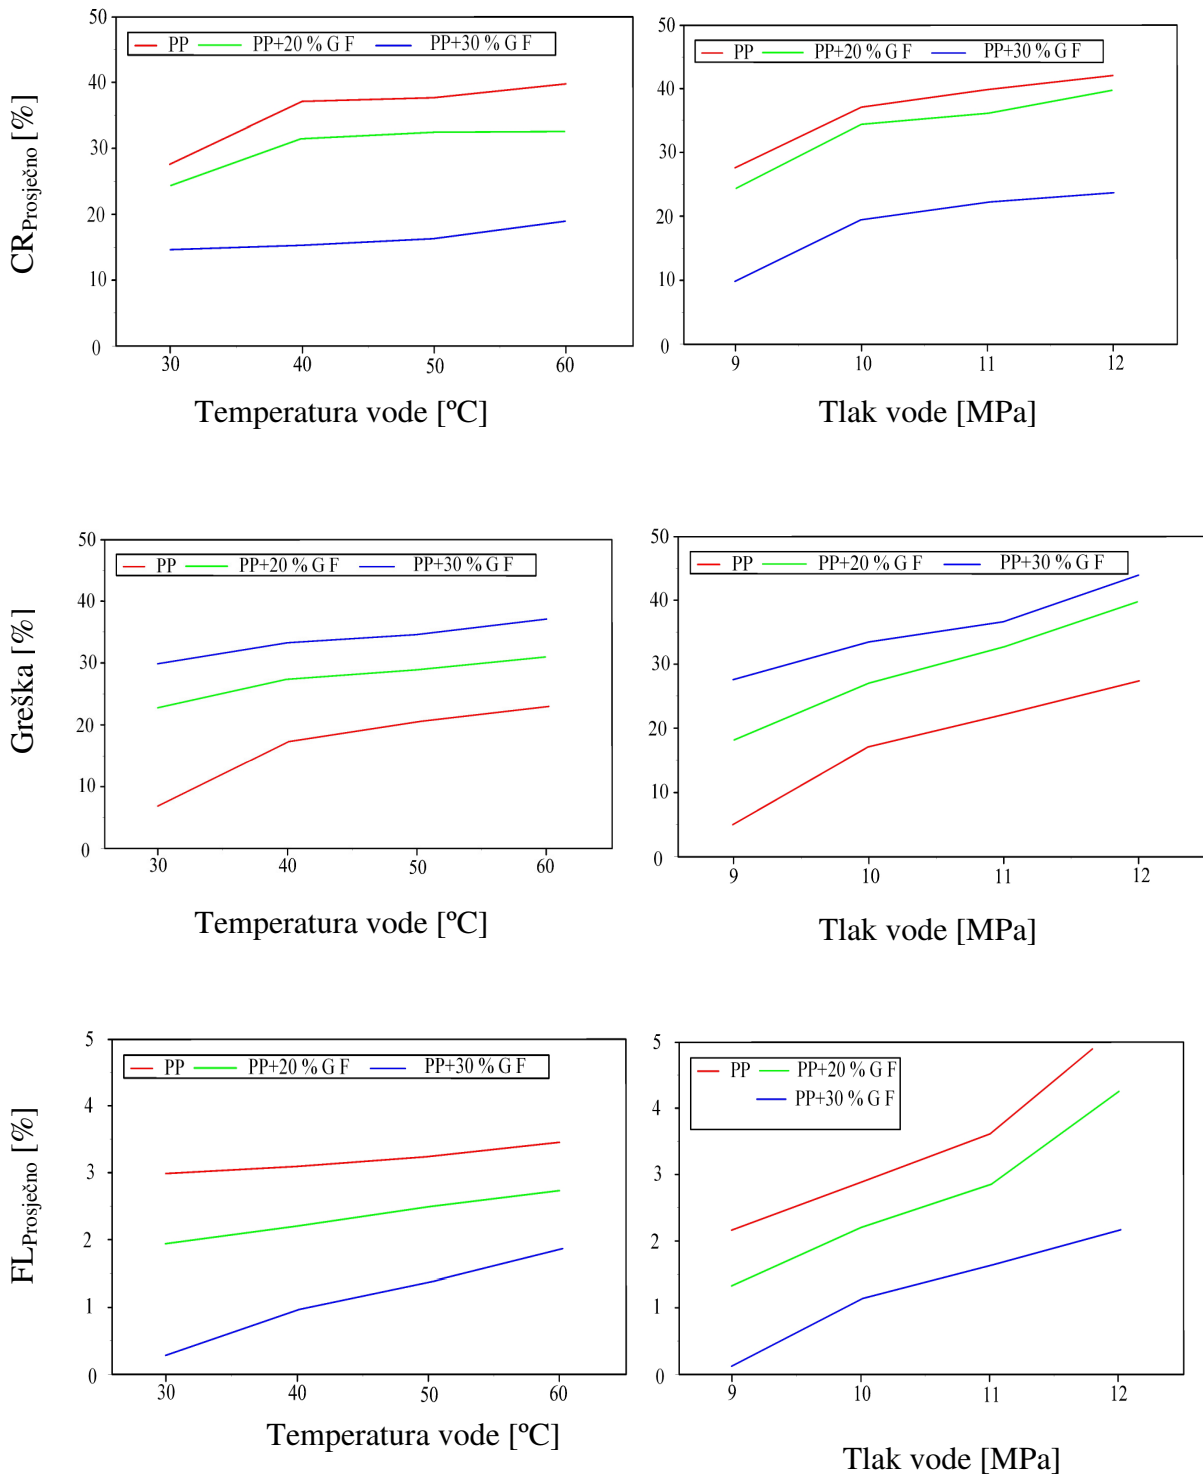 CR Prosječno [%]
50
40
30
20
10
0
PP PP+20 % G F PP+30 % G F
30 40 50 60
Temperatura vode [ºC]
50
40
30
20
10
0
PP PP+20 % G F PP+30 % G F
9 10 11 12
Tlak vode [MPa]
Greška [%]
50
40
30
20
10
0
PP PP+20 % G F PP+30 % G F
30 40 50 60
Temperatura vode [ºC]
50
40
30
20
10
0
PP PP+20 % G F PP+30 % G F
9 10 11 12
Tlak vode [MPa]
FL Prosječno [%]
5
4
3
2
1
0
PP PP+20 % G F PP+30 % G F
30 40 50 60
Temperatura vode [ºC]
5
4
3
2
1
0
PP PP+20 % G F
PP+30 % G F
9 10 11 12
Tlak vode [MPa]